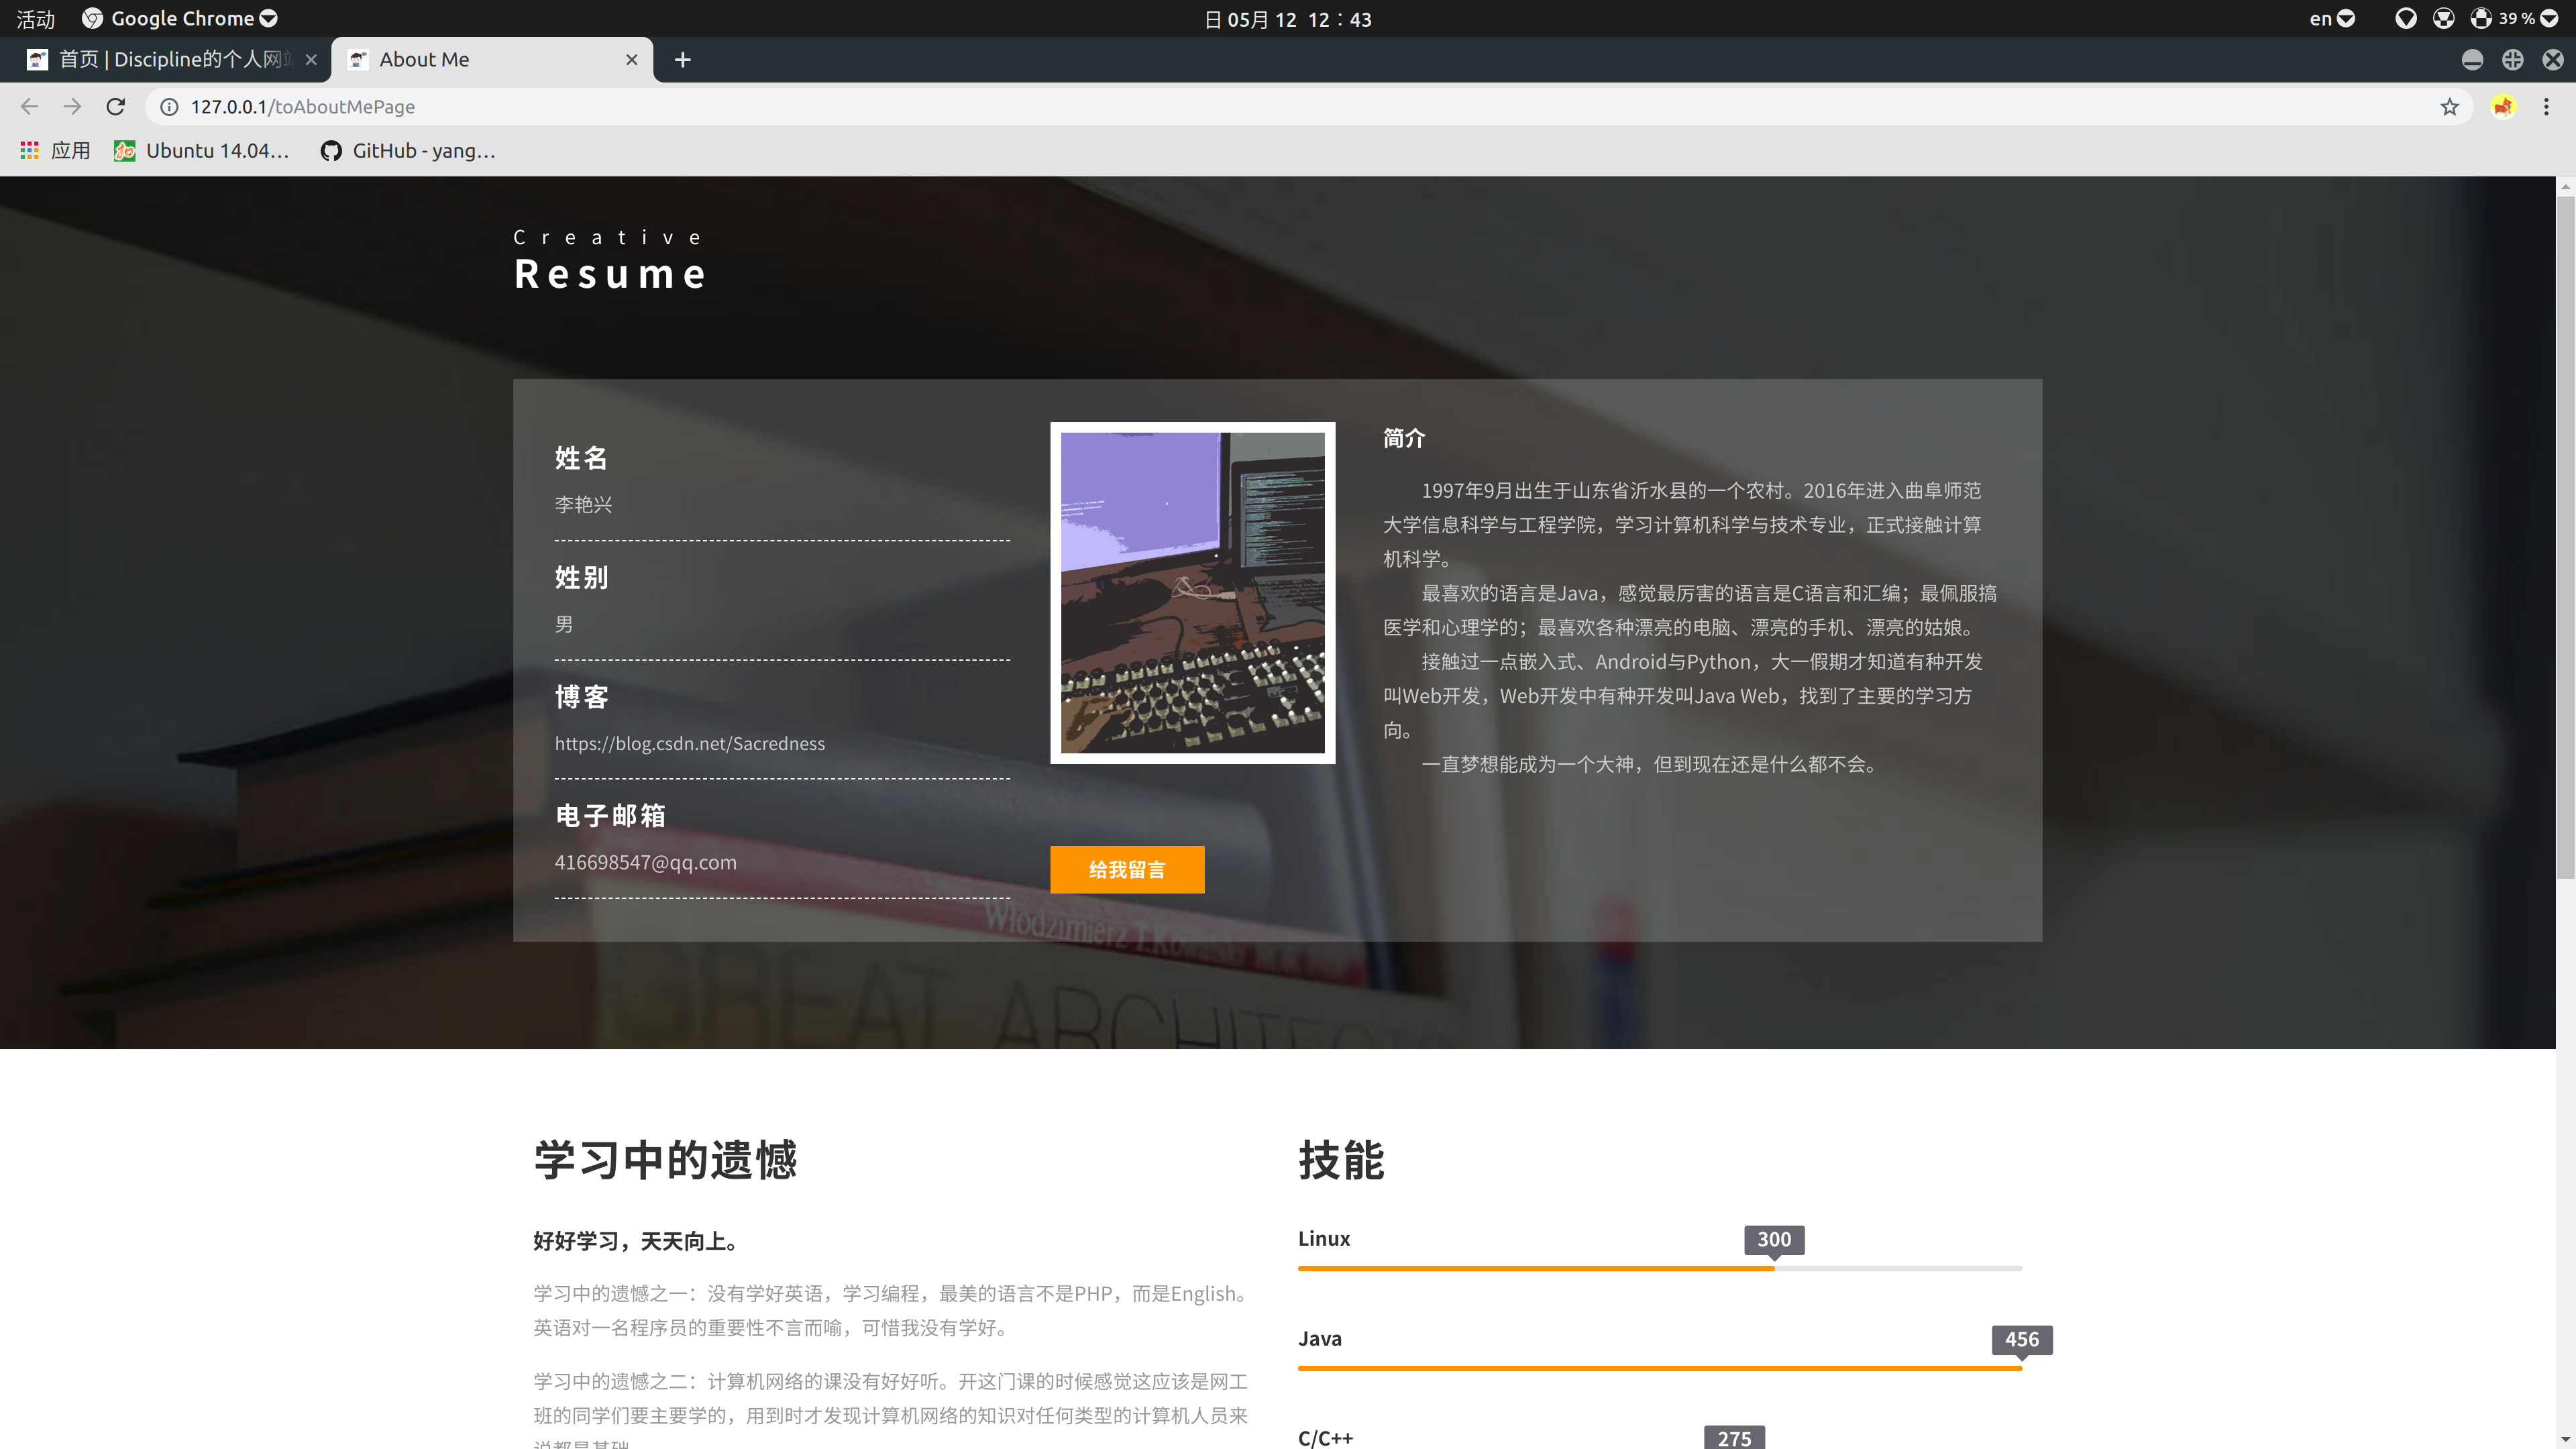 活动 Google Chrome 日 05月 12 12：43 en 39 %
首页 | Discipline的个人网 About Me
127.0.0.1/toAboutMePage
应用 Ubuntu 14.04… GitHub - yang…
Creative
Resume
姓名
李艳兴
姓别
男
博客
https://blog.csdn.net/Sacredness
电子邮箱
416698547@qq.com
给我留言
简介
1997年9月出生于山东省沂水县的一个农村。2016年进入曲阜师范
大学信息科学与工程学院，学习计算机科学与技术专业，正式接触计算
机科学。
最喜欢的语言是Java，感觉最厉害的语言是C语言和汇编；最佩服搞
医学和心理学的；最喜欢各种漂亮的电脑、漂亮的手机、漂亮的姑娘。
接触过一点嵌入式、Android与Python，大一假期才知道有种开发
叫Web开发，Web开发中有种开发叫Java Web，找到了主要的学习方
向。
一直梦想能成为一个大神，但到现在还是什么都不会。
Włodzimierz T.
GREAT ARCHITECTS
学习中的遗憾
好好学习，天天向上。
学习中的遗憾之一：没有学好英语，学习编程，最美的语言不是PHP，而是English。
英语对一名程序员的重要性不言而喻，可惜我没有学好。
学习中的遗憾之二：计算机网络的课没有好好听。开这门课的时候感觉这应该是网工
班的同学们要主要学的，用到时才发现计算机网络的知识对任何类型的计算机人员来
说都是基础
技能
Linux 300
Java 456
C/C++ 275